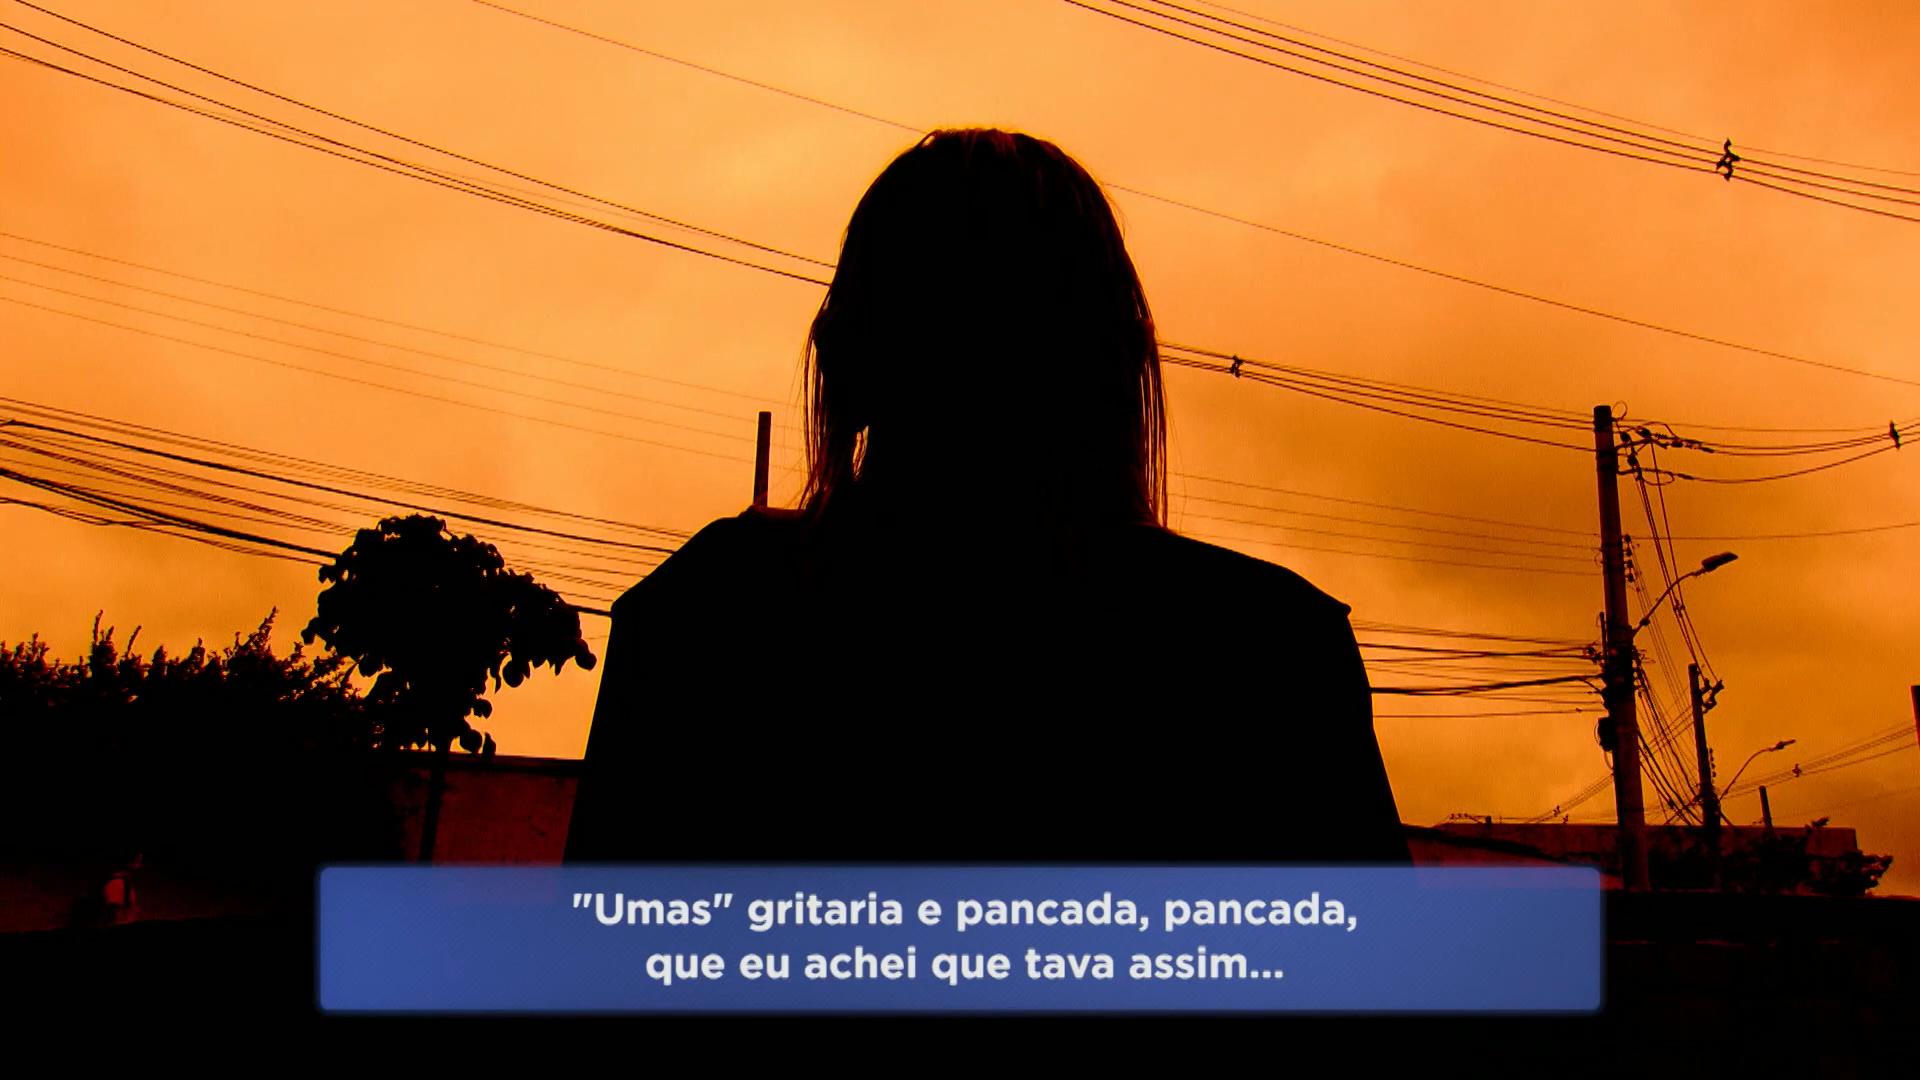 "Umas" gritaria e pancada, pancada,
que eu achei que tava assim...